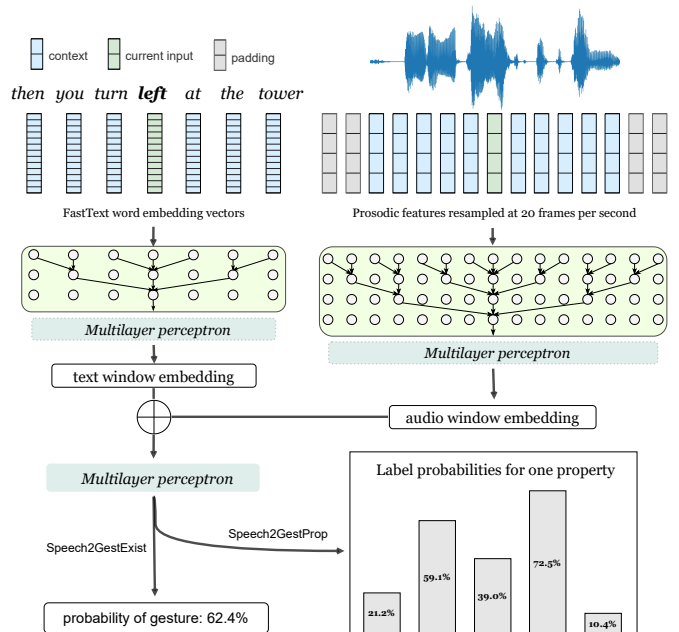 context
current input
padding
then you turn left at the tower
FastText word embedding vectors
Prosodic features resampled at 20 frames per second
Multilayer perceptron
Multilayer perceptron
text window embedding
audio window embedding
Multilayer perceptron
Label probabilities for one property
Speech2GestProp
Speech2GestExist
72.5%
59.1%
39.0%
21.2%
10.4%
probability of gesture: 62.4%